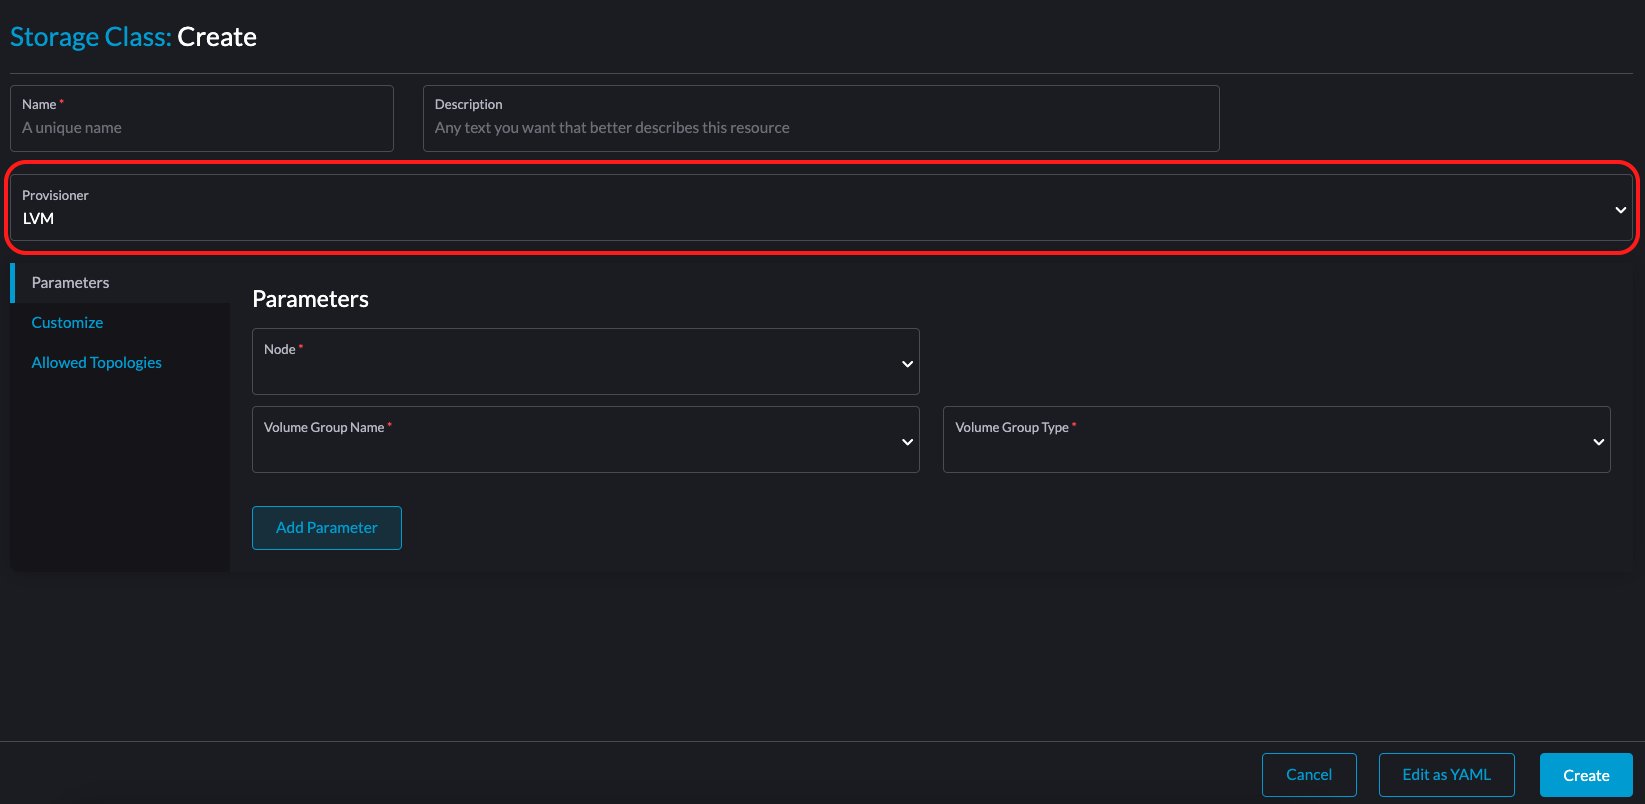 Storage Class: Create
Name *
A unique name
Description
Any text you want that better describes this resource
Provisioner
LVM
Parameters
Customize
Allowed Topologies
Parameters
Node *
Volume Group Name *
Volume Group Type *
Add Parameter
Cancel
Edit as YAML
Create